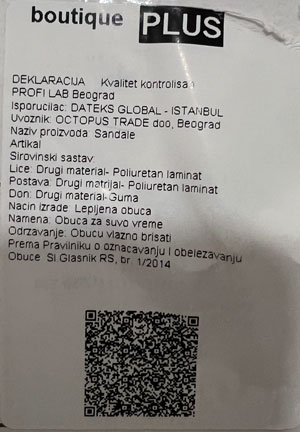 boutique PLUS
DEKLARACIJA Kvalitet kontrolisa
PROFI LAB Beograd
Isporucilac: DATEKS GLOBAL - ISTANBUL
Uvoznik: OCTOPUS TRADE doo, Beograd
Naziv proizvoda: Sandale
Artikal
Sirovinski sastav:
Lice: Drugi material- Poliuretan laminat
Postava: Drugi matrijal- Poliuretan laminat
Don: Drugi material-Guma
Nacin izrade: Lepljena obuca
Namena: Obuca za suvo vreme
Odrzavanje: Obucu vlazno brisati
Prema Pravilniku o oznacavanju I obelezavanju
Obuce: Sl Glasnik RS, br. 1/2014